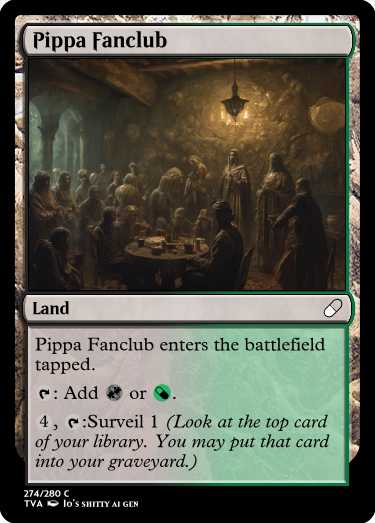 Pippa Fanclub
Land
Pippa Fanclub enters the battlefield
tapped.
: Add or .
4 , :Surveil 1 (Look at the top card
of your library. You may put that card
into your graveyard.)
274/280 C
TVA Io's SHITTY AI GEN